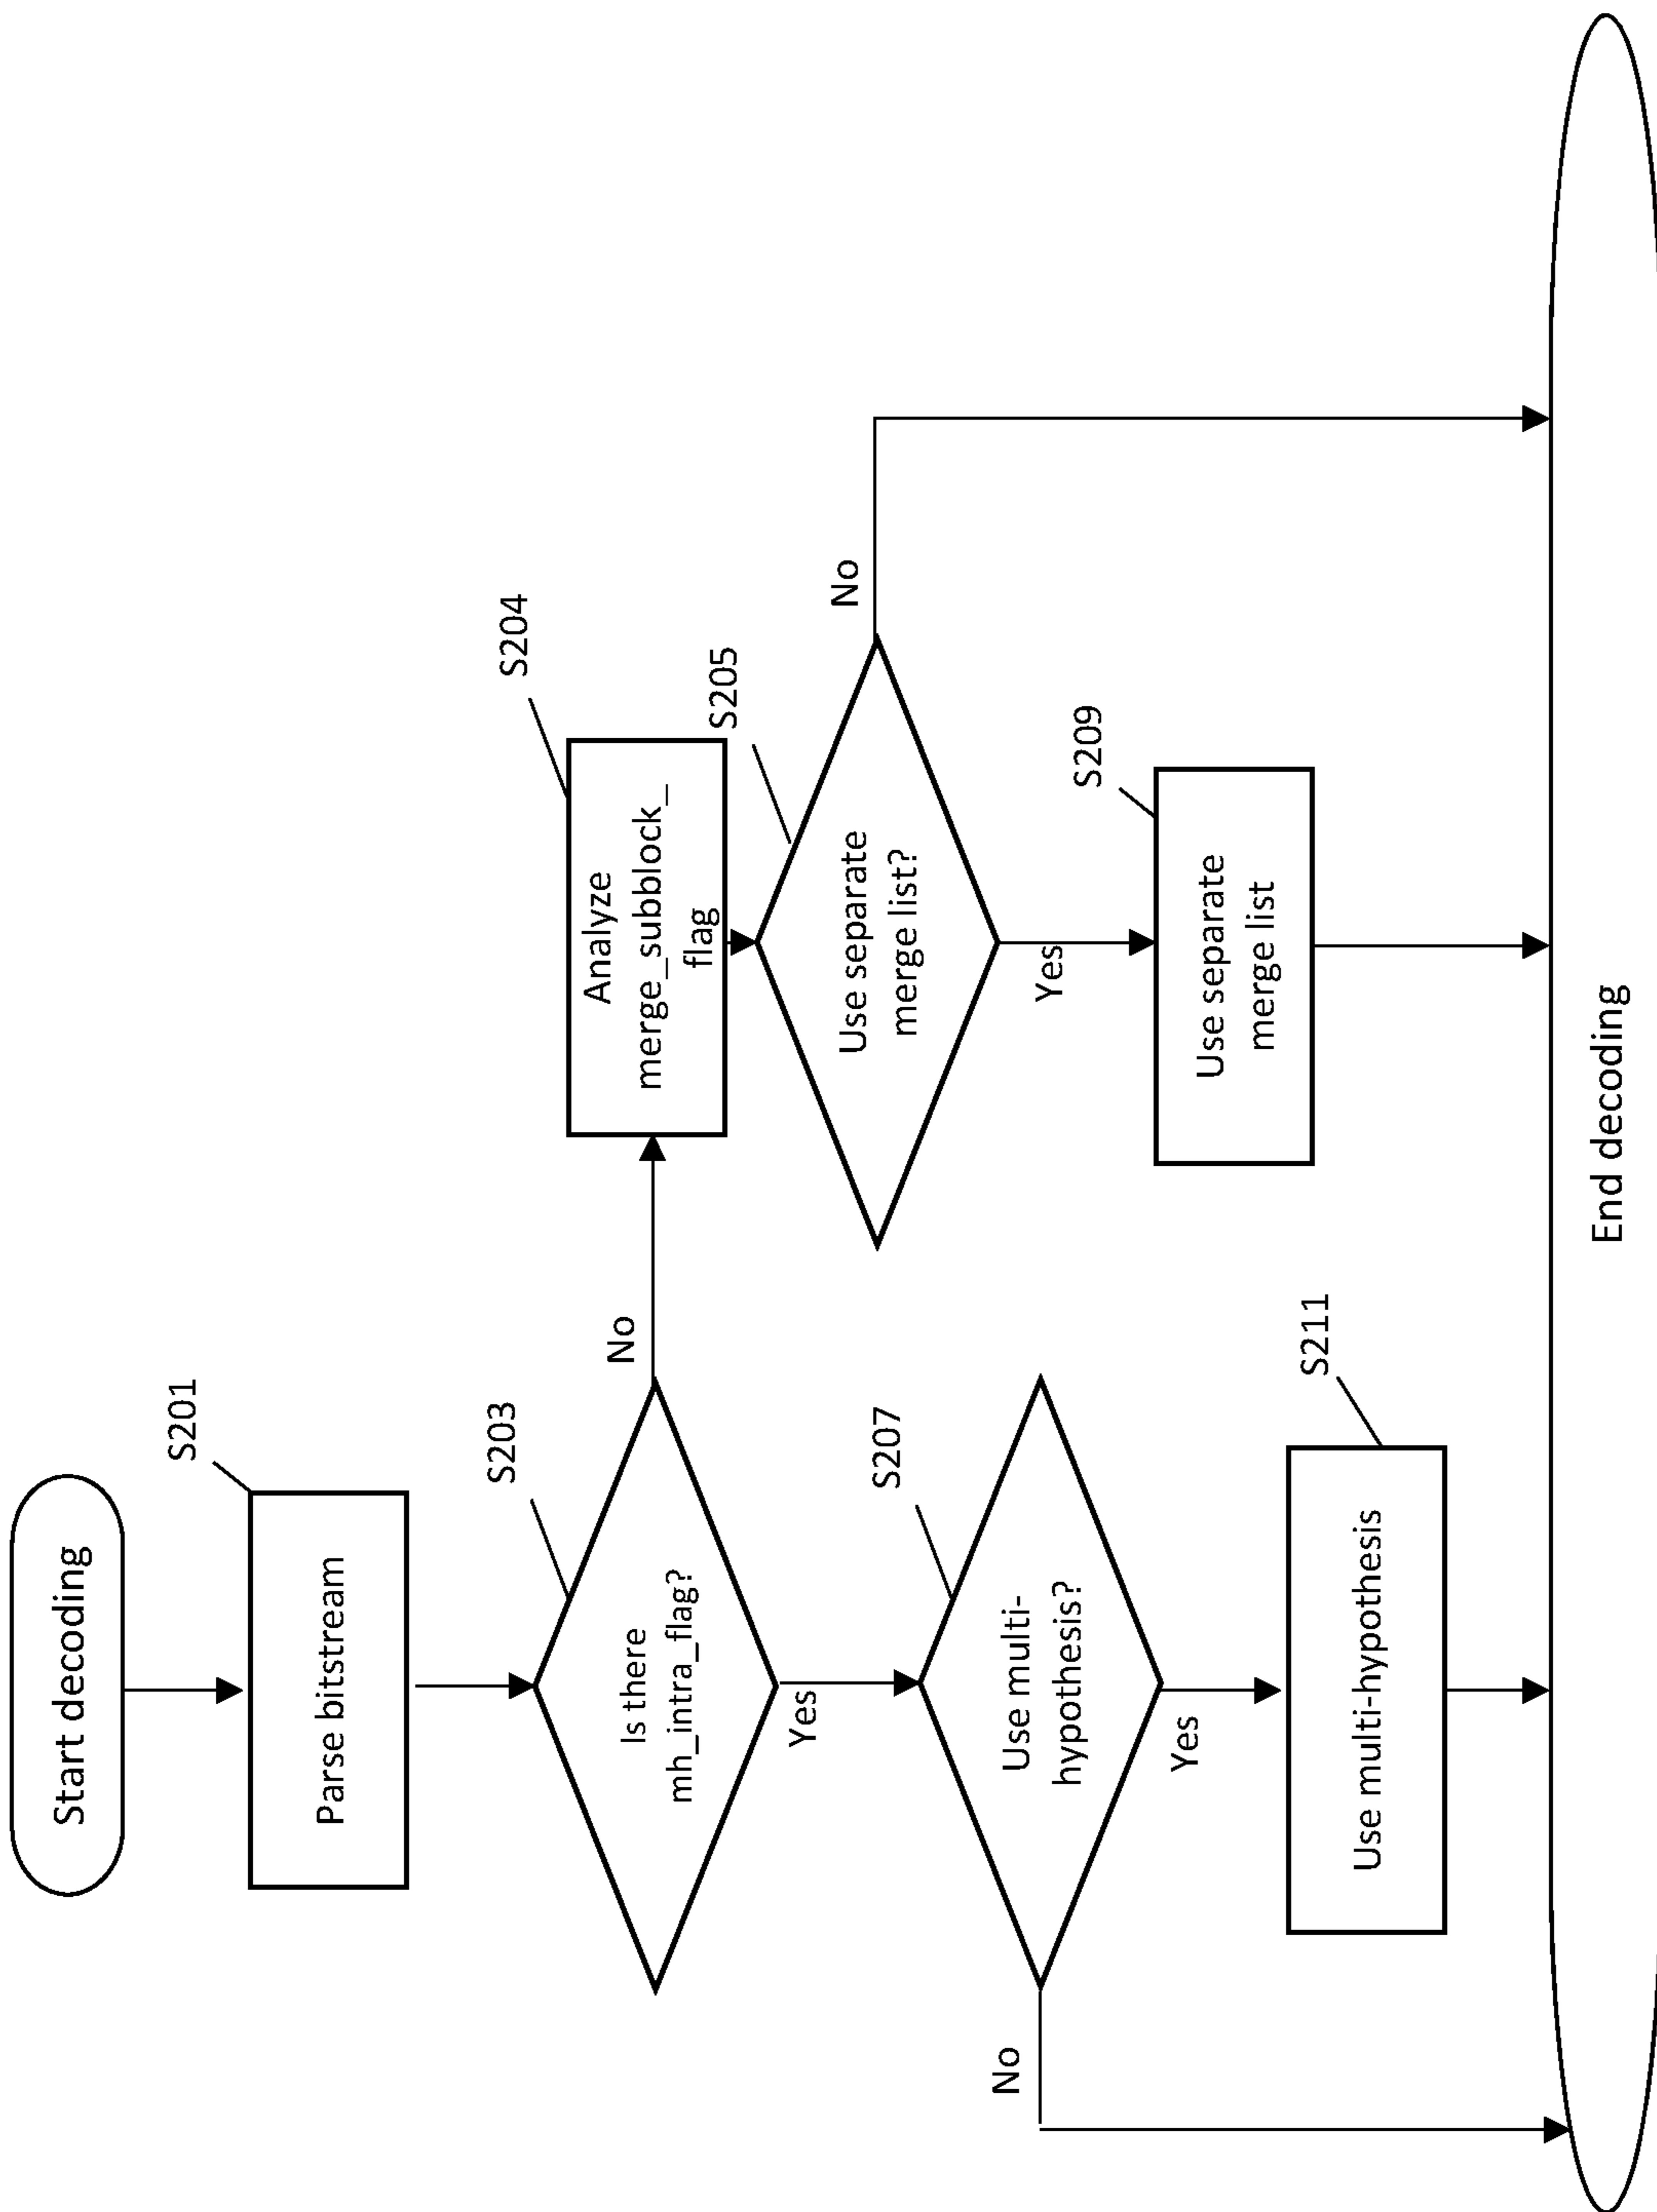 Start decoding
S201
Parse bitstream
S203
Is there
mh_intra_flag?
No
S204
Analyze
merge_subblock_
flag
Yes
S205
Use separate
merge list?
No
S207
Use multi-
hypothesis?
No
Yes
Yes
S209
Use separate
merge list
S211
Use multi-hypothesis
End decoding